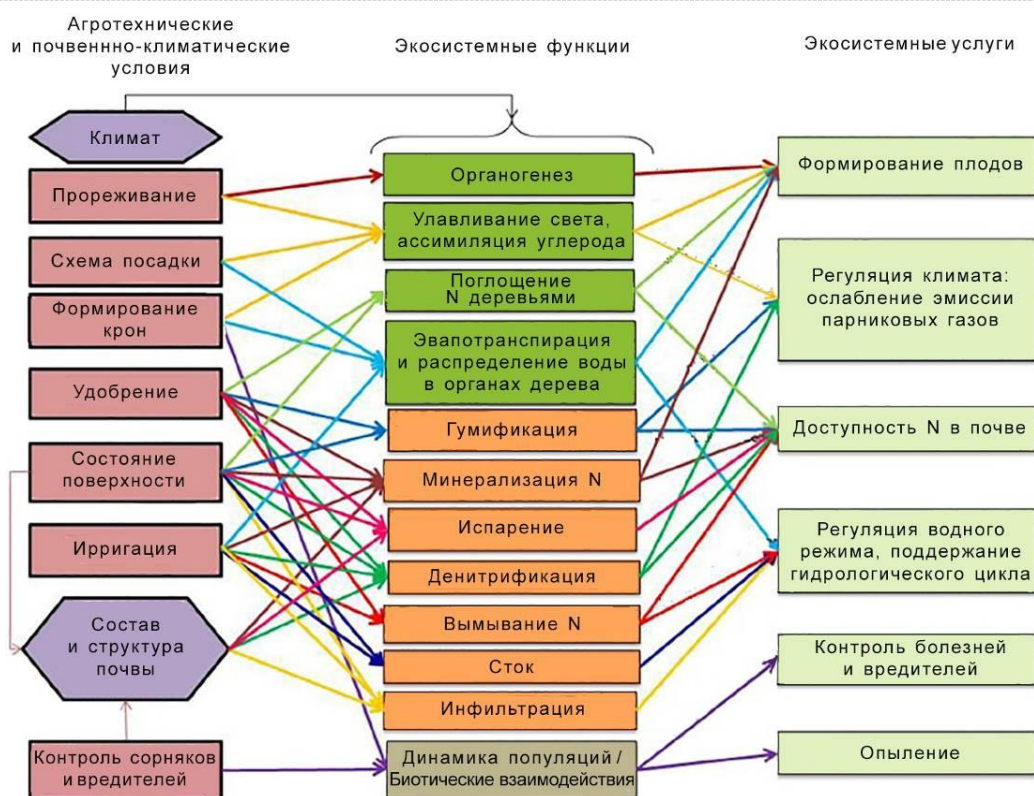 Агротехнические
и почвеннно-климатические
условия
Экосистемные функции
Экосистемные услуги
Климат
Прореживание
Схема посадки
Формирование
крон
Удобрение
Состояние
поверхности
Ирригация
Состав
и структура
почвы
Контроль сорняков
и вредителей
Органогенез
Улавливание света,
ассимиляция углерода
Поглощение
N деревьями
Эвапотранспирация
и распределение воды
в органах дерева
Гумификация
Минерализация N
Испарение
Денитрификация
Вымывание N
Сток
Инфильтрация
Динамика популяций /
Биотические взаимодействия
Формирование плодов
Регуляция климата:
ослабление эмиссии
парниковых газов
Доступность N в почве
Регуляция водного
режима, поддержание
гидрологического цикла
Контроль болезней
и вредителей
Опыление